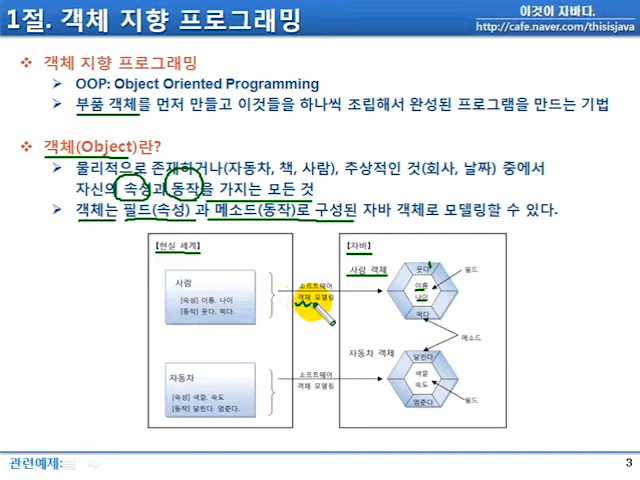 1절. 객체 지향 프로그래밍
이것이 자바다.
http://cafe.naver.com/thisisjava
객체 지향 프로그래밍
OOP: Object Oriented Programming
부품 객체를 먼저 만들고 이것들을 하나씩 조립해서 완성된 프로그램을 만드는 기법
객체(Object)란?
물리적으로 존재하거나(자동차, 책, 사람), 추상적인 것(회사, 날짜) 중에서
자신의 속성과 동작을 가지는 모든 것
객체는 필드(속성) 과 메소드(동작)로 구성된 자바 객체로 모델링할 수 있다.
현실 세계
사람
[속성] 이름. 나이
[동작] 웃다. 먹다.
자동차
[속성] 색깔. 속도
[동작] 달린다. 멈춘다.
소프트웨어
객체 모델링
소프트웨어
객체 모델링
자바
사람 객체
웃다
이름
나이
먹다
필드
메소드
자동차 객체
달린다
색깔
속도
멈춘다
필드
관련예제:
3